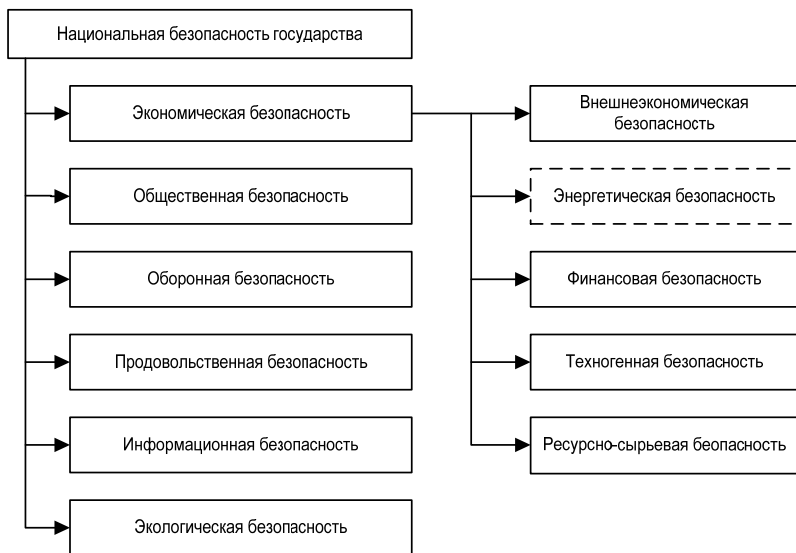 Национальная безопасность государства
Экономическая безопасность
Общественная безопасность
Оборонная безопасность
Продовольственная безопасность
Информационная безопасность
Экологическая безопасность
Внешнеэкономическая
безопасность
Энергетическая безопасность
Финансовая безопасность
Техногенная безопасность
Ресурсно-сырьевая беопасность